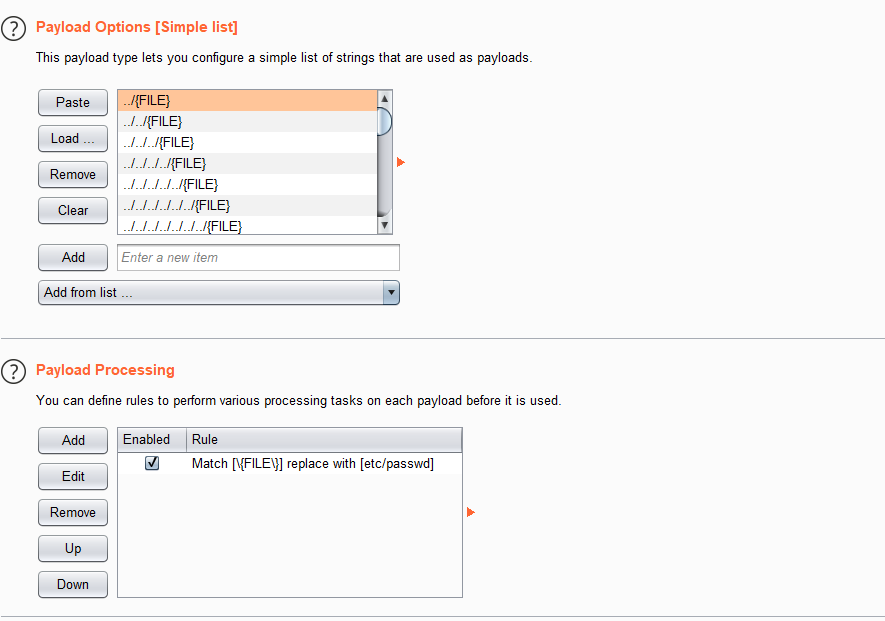 ? Payload Options [Simple list]
This payload type lets you configure a simple list of strings that are used as payloads.
Paste ../{FILE}
../../{FILE}
Load ... ../../../{FILE}
../../../../{FILE}
Remove ../../../../../{FILE}
Clear ../../../../../../{FILE}
../../../../../../../{FILE}
Add Enter a new item
Add from list ...
? Payload Processing
You can define rules to perform various processing tasks on each payload before it is used.
Add Enabled Rule
Match [\{FILE\}] replace with [etc/passwd]
Edit
Remove
Up
Down